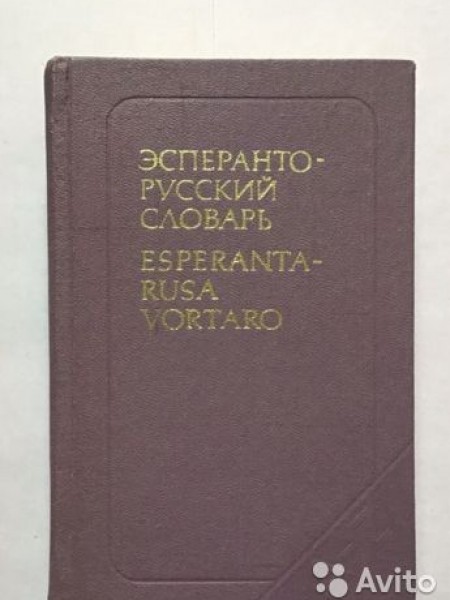 ЭСПЕРАНТО-
РУССКИЙ
СЛОВАРЬ
ESPERANTA-
RUSA
VORTARO
Avito